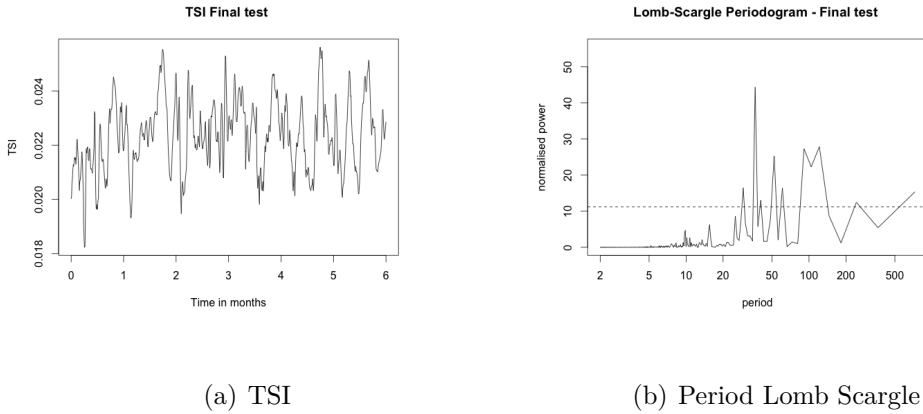 TSI Final test
TSI
0.018 0.020 0.022 0.024
0 1 2 3 4 5 6
Time in months
(a) TSI
Lomb-Scargle Periodogram - Final test
normalised power
0 10 20 30 40 50
2 5 10 20 50 100 200 500
period
(b) Period Lomb Scargle